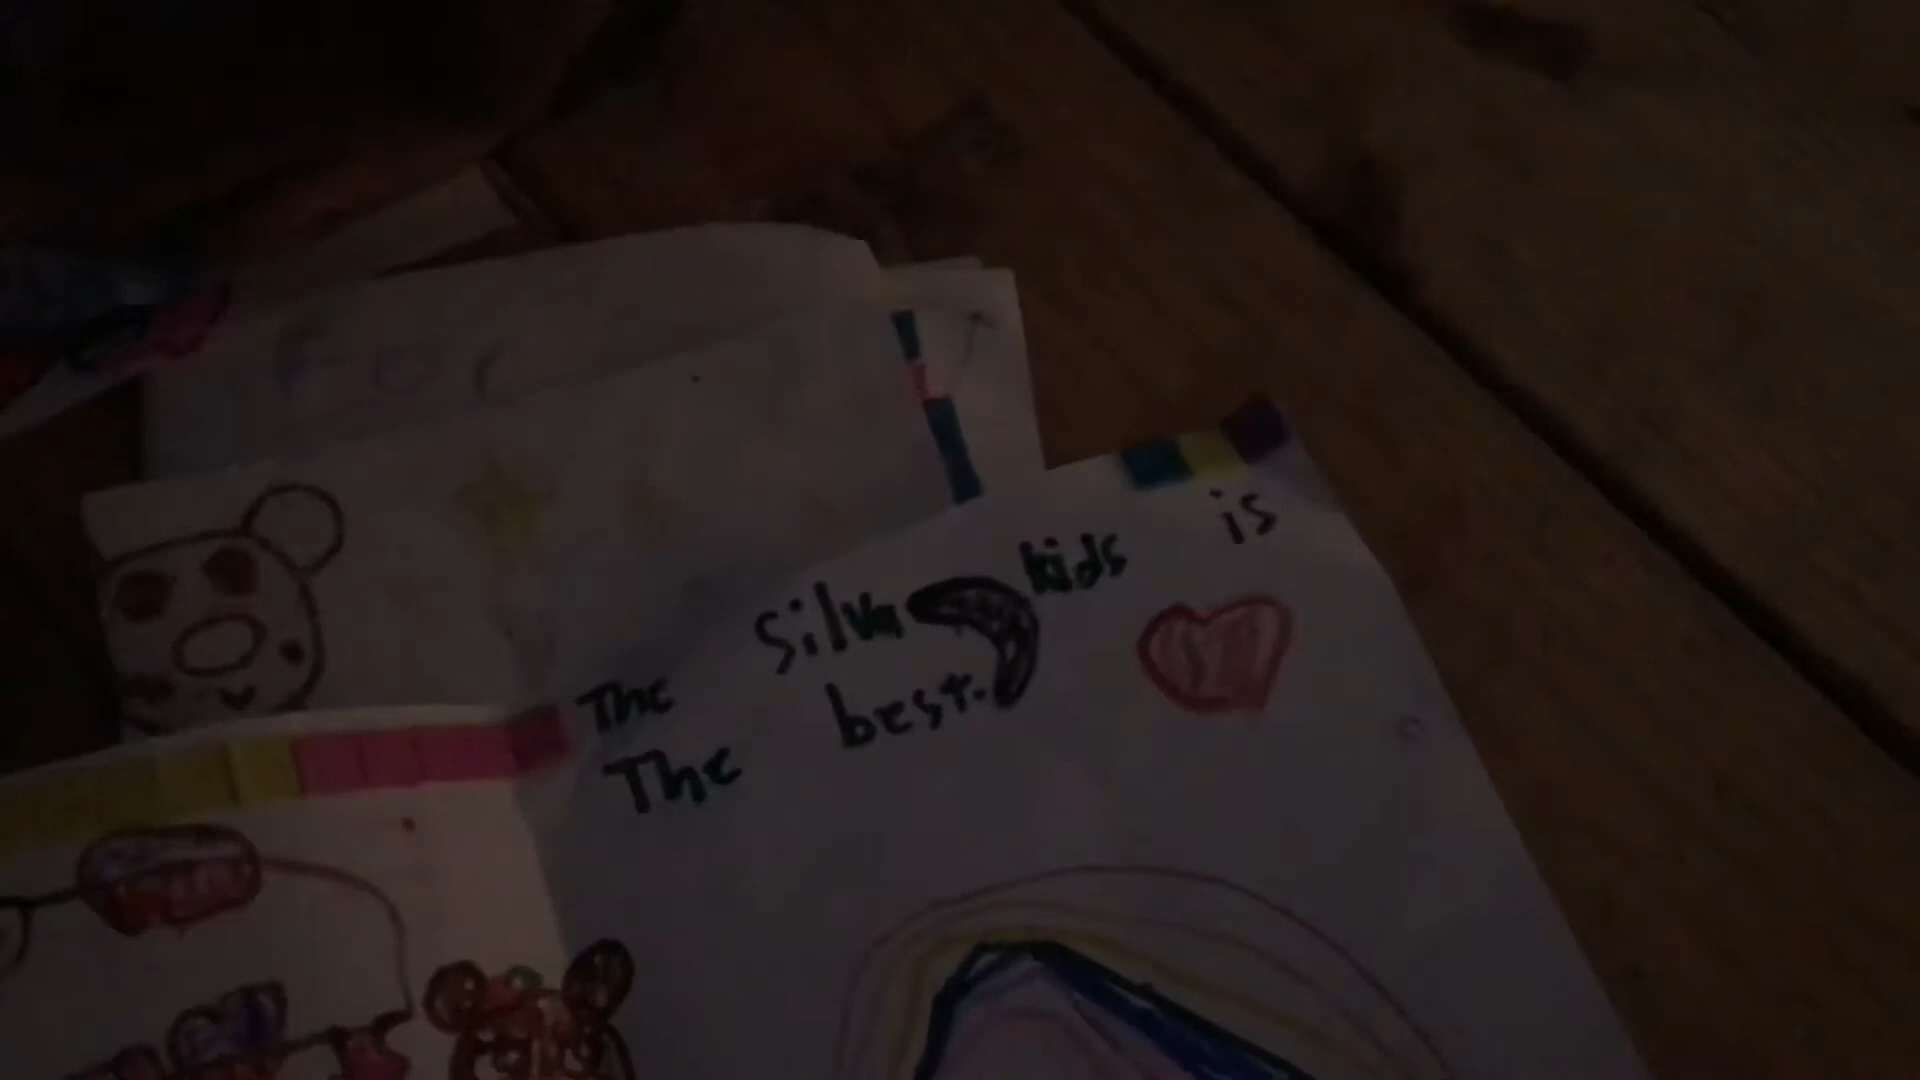 The Silva kids is
The best.